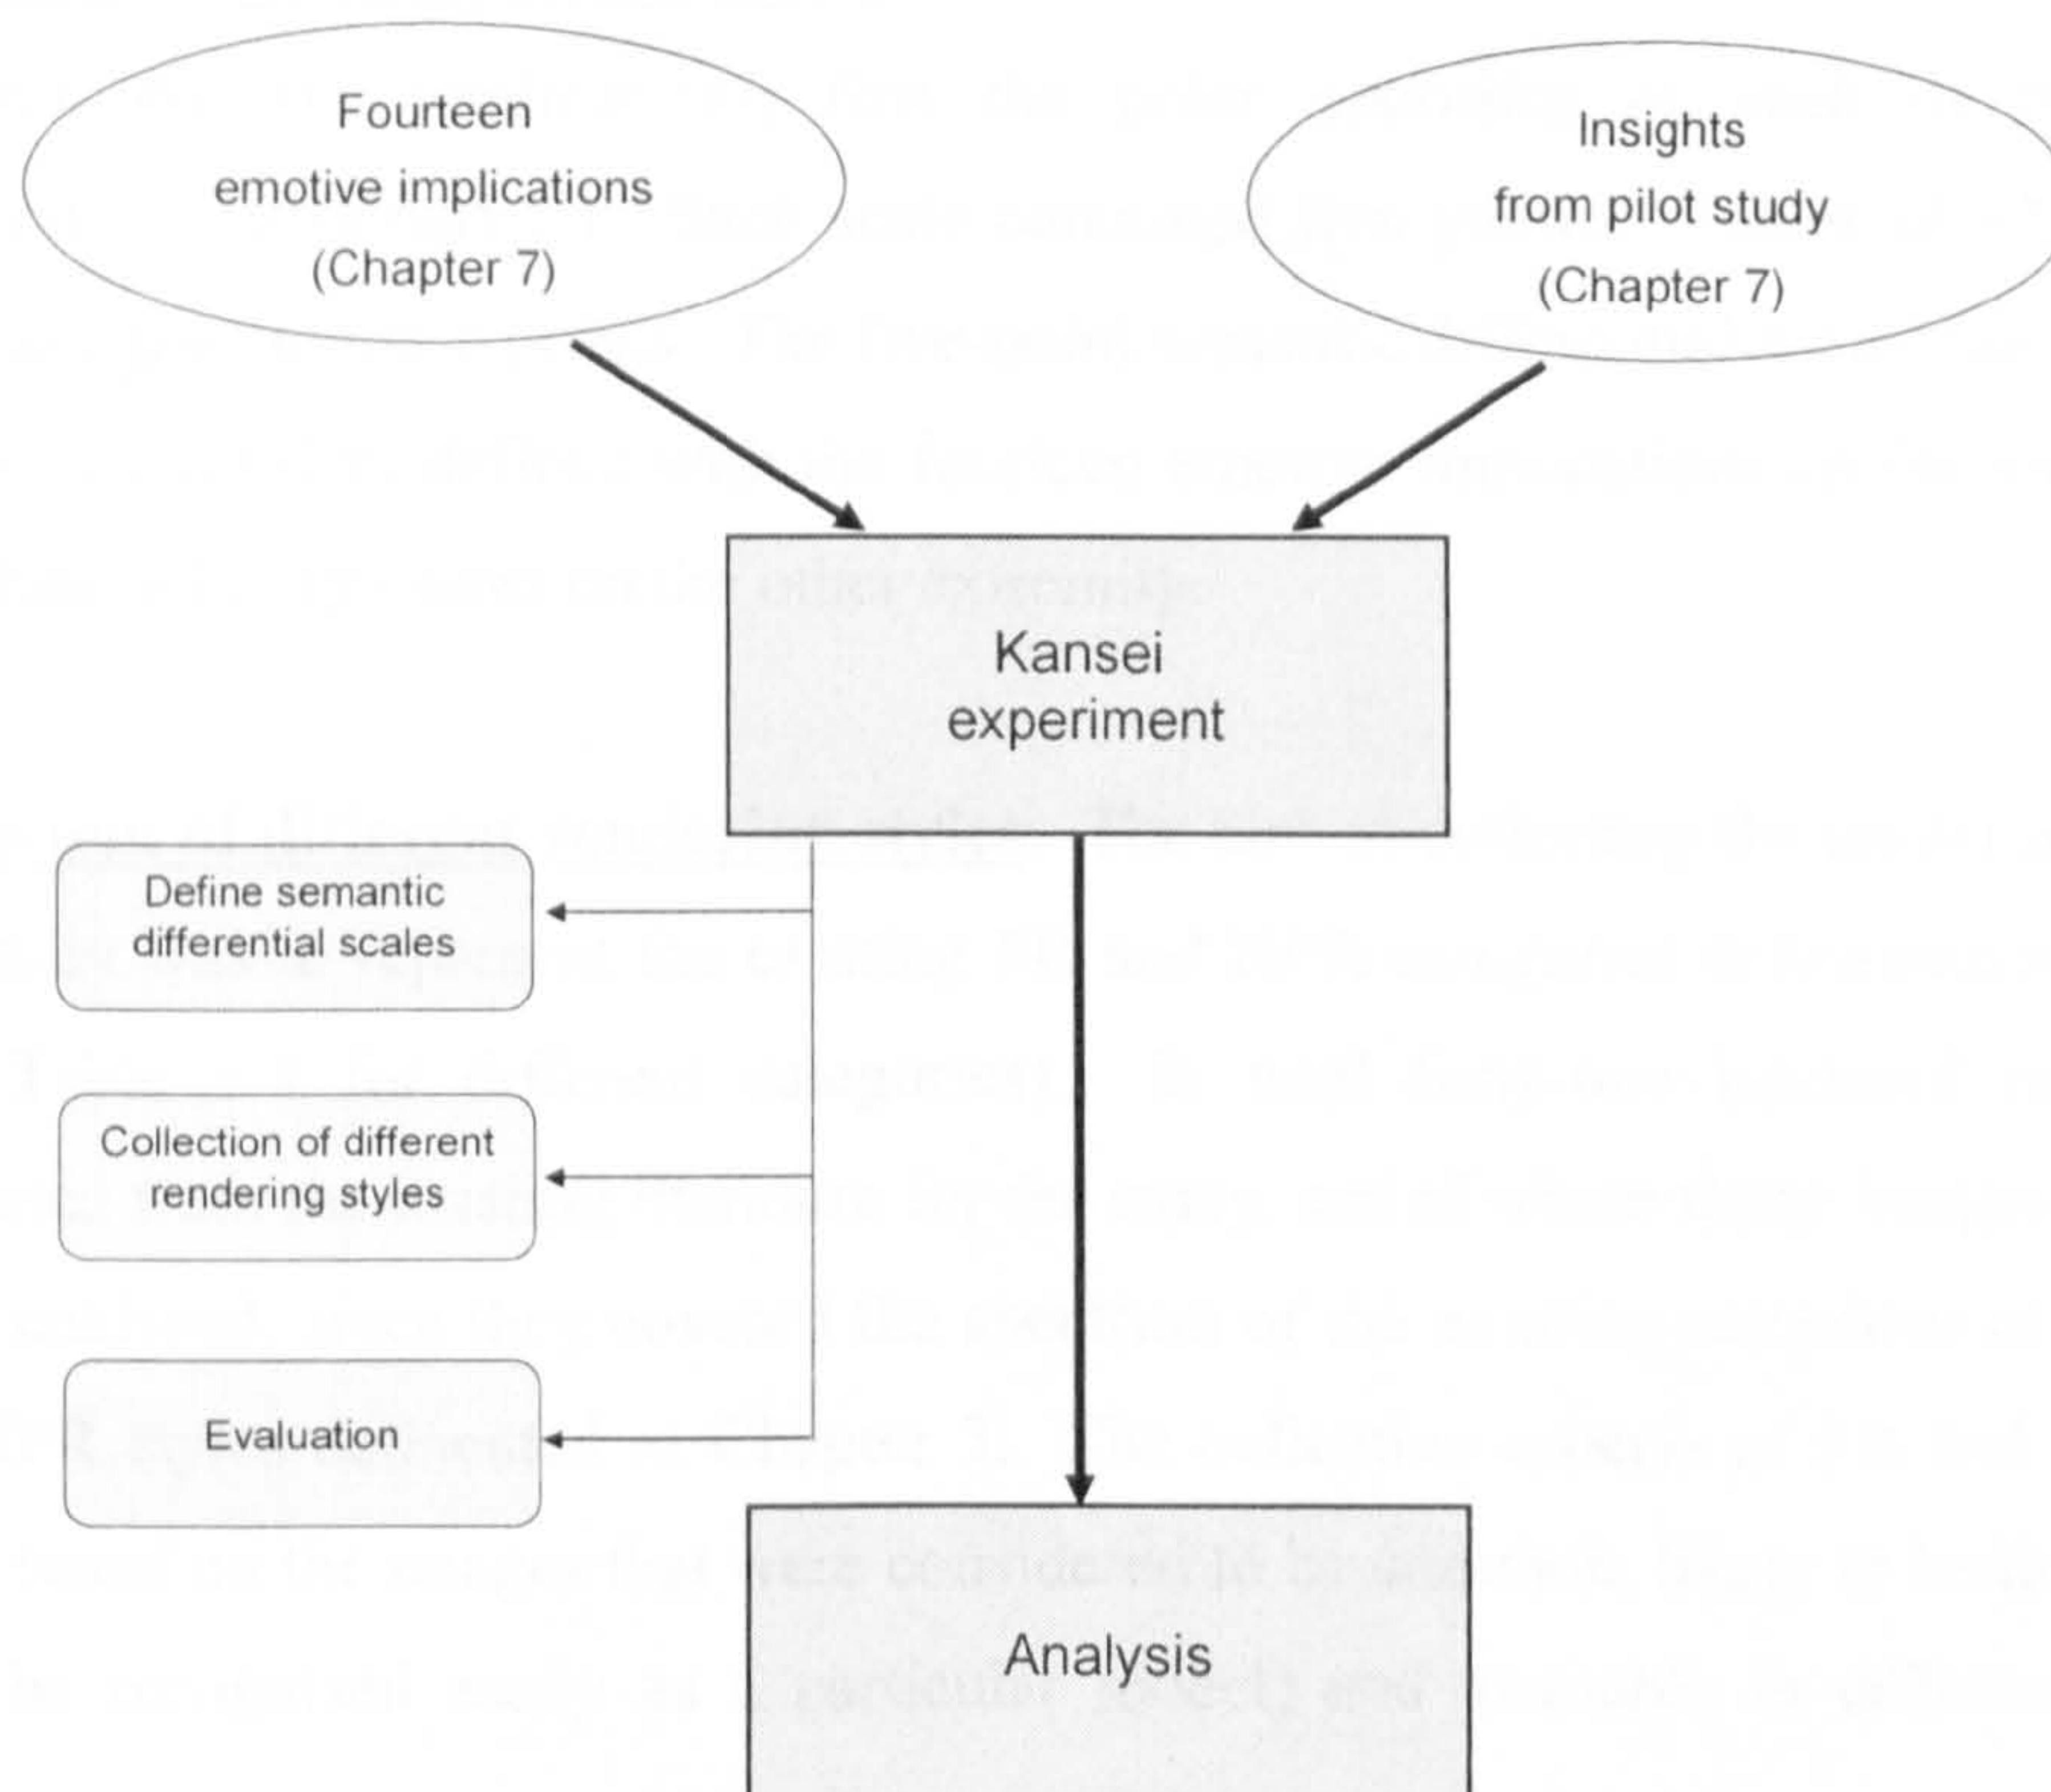 Fourteen
emotive implications
(Chapter 7)
Insights
from pilot study
(Chapter 7)
Kansei
experiment
Define semantic
differential scales
Collection of different
rendering styles
Evaluation
Analysis